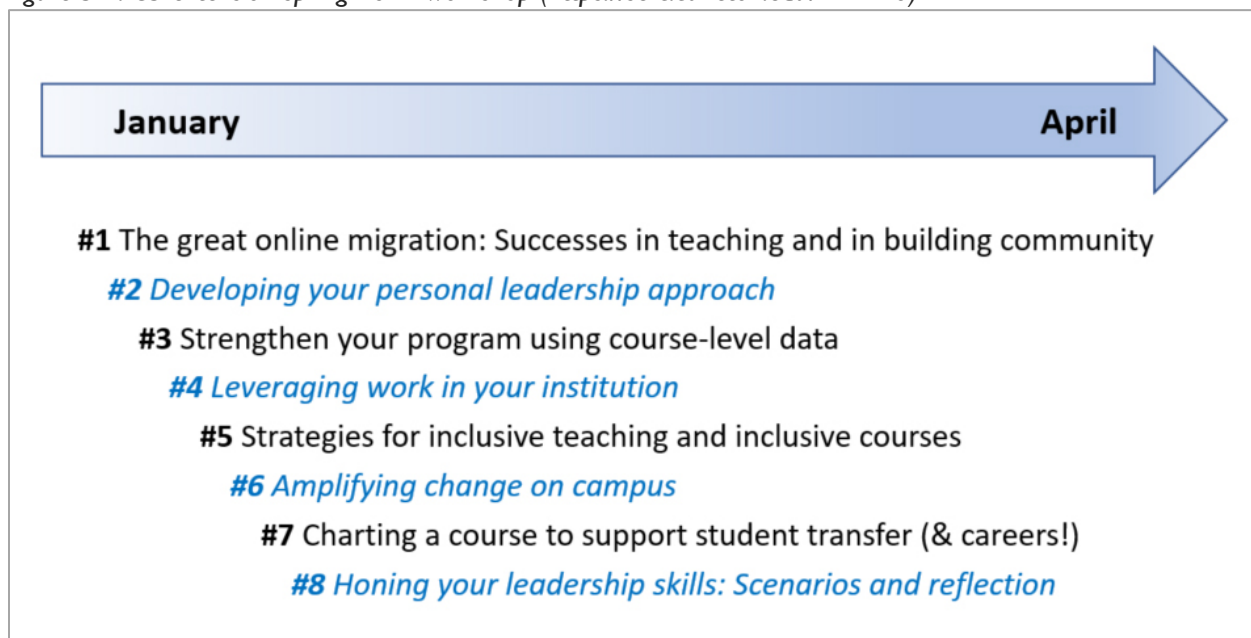 January
April
#1 The great online migration: Successes in teaching and in building community
#2 Developing your personal leadership approach
#3 Strengthen your program using course-level data
#4 Leveraging work in your institution
#5 Strategies for inclusive teaching and inclusive courses
#6 Amplifying change on campus
#7 Charting a course to support student transfer (& careers!)
#8 Honing your leadership skills: Scenarios and reflection